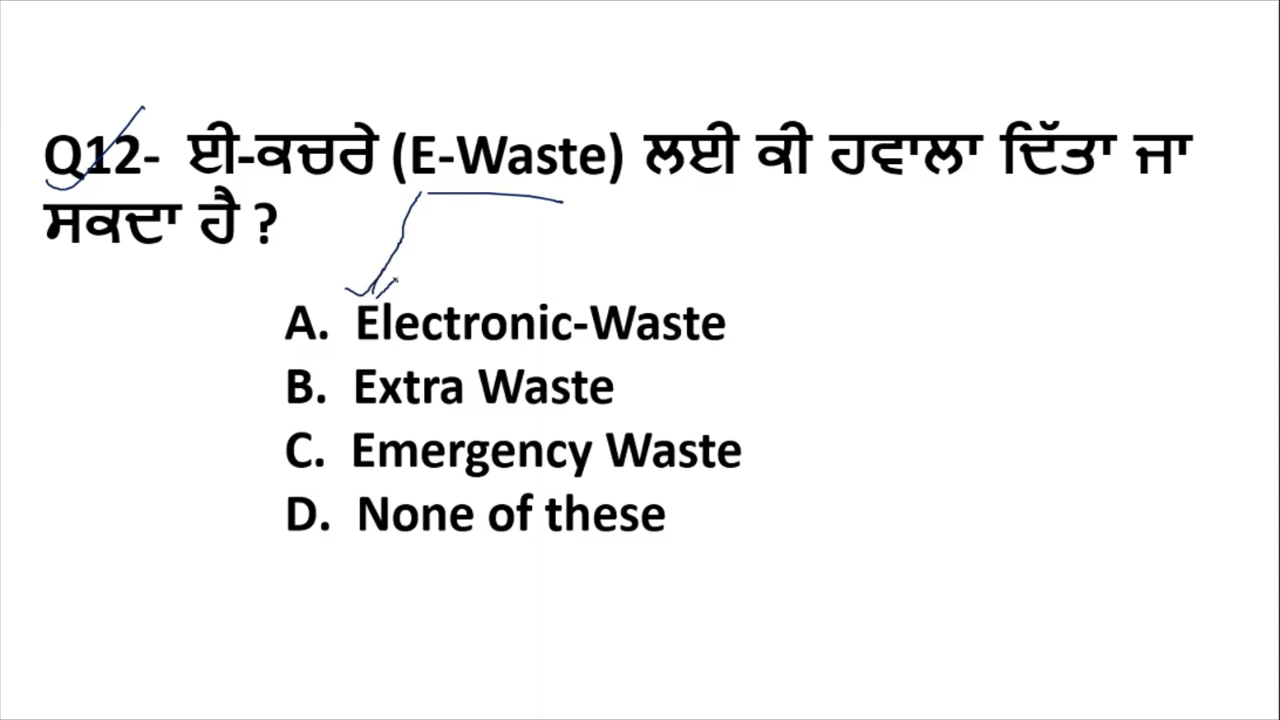 Q12- ਈ-ਕਚਰੇ (E-Waste) ਲਈ ਕੀ ਹਵਾਲਾ ਦਿੱਤਾ ਜਾ
ਸਕਦਾ ਹੈ ?
A. Electronic-Waste
B. Extra Waste
C. Emergency Waste
D. None of these